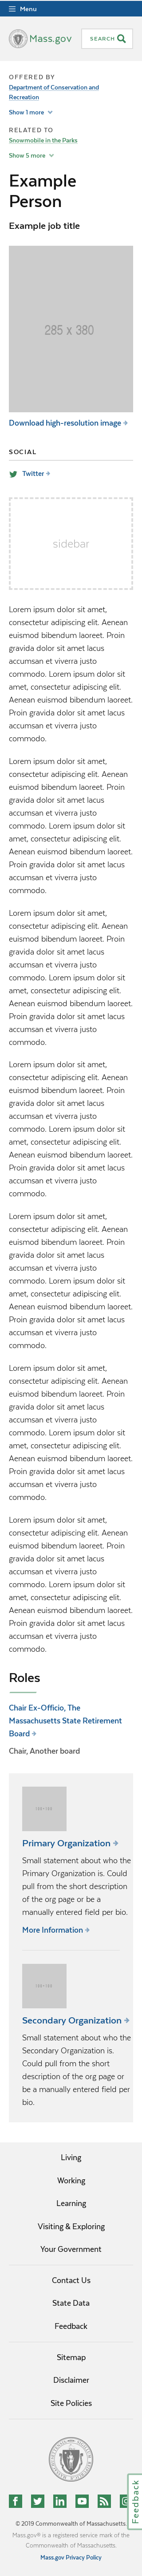 Menu
Mass.gov
SEARCH
OFFERED BY
Department of Conservation and
Recreation
Show 1 more
RELATED TO
Snowmobile in the Parks
Show 5 more
Example
Person
Example job title
285 x 380
Download high-resolution image
SOCIAL
Twitter
sidebar
Lorem ipsum dolor sit amet,
consectetur adipiscing elit. Aenean
euismod bibendum laoreet. Proin
gravida dolor sit amet lacus
accumsan et viverra justo
commodo. Lorem ipsum dolor sit
amet, consectetur adipiscing elit.
Aenean euismod bibendum laoreet.
Proin gravida dolor sit amet lacus
accumsan et viverra justo
commodo.
Lorem ipsum dolor sit amet,
consectetur adipiscing elit. Aenean
euismod bibendum laoreet. Proin
gravida dolor sit amet lacus
accumsan et viverra justo
commodo. Lorem ipsum dolor sit
amet, consectetur adipiscing elit.
Aenean euismod bibendum laoreet.
Proin gravida dolor sit amet lacus
accumsan et viverra justo
commodo.
Lorem ipsum dolor sit amet,
consectetur adipiscing elit. Aenean
euismod bibendum laoreet. Proin
gravida dolor sit amet lacus
accumsan et viverra justo
commodo. Lorem ipsum dolor sit
amet, consectetur adipiscing elit.
Aenean euismod bibendum laoreet.
Proin gravida dolor sit amet lacus
accumsan et viverra justo
commodo.
Lorem ipsum dolor sit amet,
consectetur adipiscing elit. Aenean
euismod bibendum laoreet. Proin
gravida dolor sit amet lacus
accumsan et viverra justo
commodo. Lorem ipsum dolor sit
amet, consectetur adipiscing elit.
Aenean euismod bibendum laoreet.
Proin gravida dolor sit amet lacus
accumsan et viverra justo
commodo.
Lorem ipsum dolor sit amet,
consectetur adipiscing elit. Aenean
euismod bibendum laoreet. Proin
gravida dolor sit amet lacus
accumsan et viverra justo
commodo. Lorem ipsum dolor sit
amet, consectetur adipiscing elit.
Aenean euismod bibendum laoreet.
Proin gravida dolor sit amet lacus
accumsan et viverra justo
commodo.
Lorem ipsum dolor sit amet,
consectetur adipiscing elit. Aenean
euismod bibendum laoreet. Proin
gravida dolor sit amet lacus
accumsan et viverra justo
commodo. Lorem ipsum dolor sit
amet, consectetur adipiscing elit.
Aenean euismod bibendum laoreet.
Proin gravida dolor sit amet lacus
accumsan et viverra justo
commodo.
Lorem ipsum dolor sit amet,
consectetur adipiscing elit. Aenean
euismod bibendum laoreet. Proin
gravida dolor sit amet lacus
accumsan et viverra justo
commodo. Lorem ipsum dolor sit
amet, consectetur adipiscing elit.
Aenean euismod bibendum laoreet.
Proin gravida dolor sit amet lacus
accumsan et viverra justo
commodo.
Roles
Chair Ex-Officio, The
Massachusetts State Retirement
Board
Chair, Another board
Primary Organization
Small statement about who the
Primary Organization is. Could
pull from the short description
of the org page or be a
manually entered field per bio.
More Information
Secondary Organization
Small statement about who the
Secondary Organization is.
Could pull from the short
description of the org page or
be a manually entered field per
bio.
Living
Working
Learning
Visiting & Exploring
Your Government
Contact Us
State Data
Feedback
Sitemap
Disclaimer
Site Policies
Feedback
© 2019 Commonwealth of Massachusetts.
Mass.gov® is a registered service mark of the
Commonwealth of Massachusetts.
Mass.gov Privacy Policy